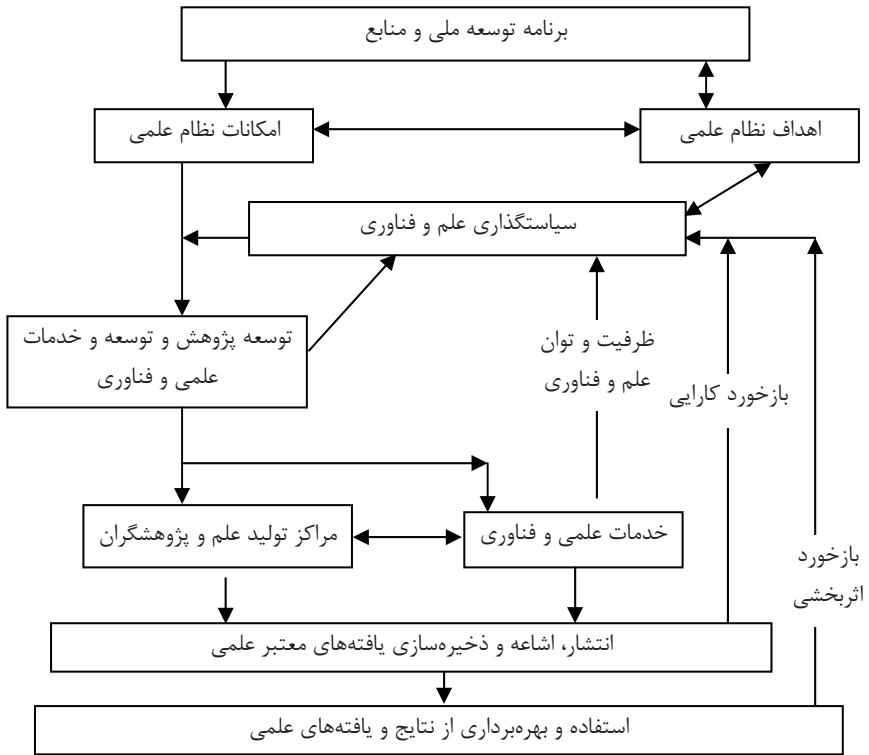 برنامه توسعه ملی و منابع
اهداف نظام علمی
امکانات نظام علمی
سیاستگذاری علم و فناوری
توسعه پژوهش و توسعه و خدمات
علمی و فناوری
ظرفیت و توان
علم و فناوری
بازخورد کارایی
بازخورد
اثربخشی
خدمات علمی و فناوری
مراکز تولید علم و پژوهشگران
انتشار، اشاعه و ذخیره‌سازی یافته‌های معتبر علمی
استفاده و بهره‌برداری از نتایج و یافته‌های علمی